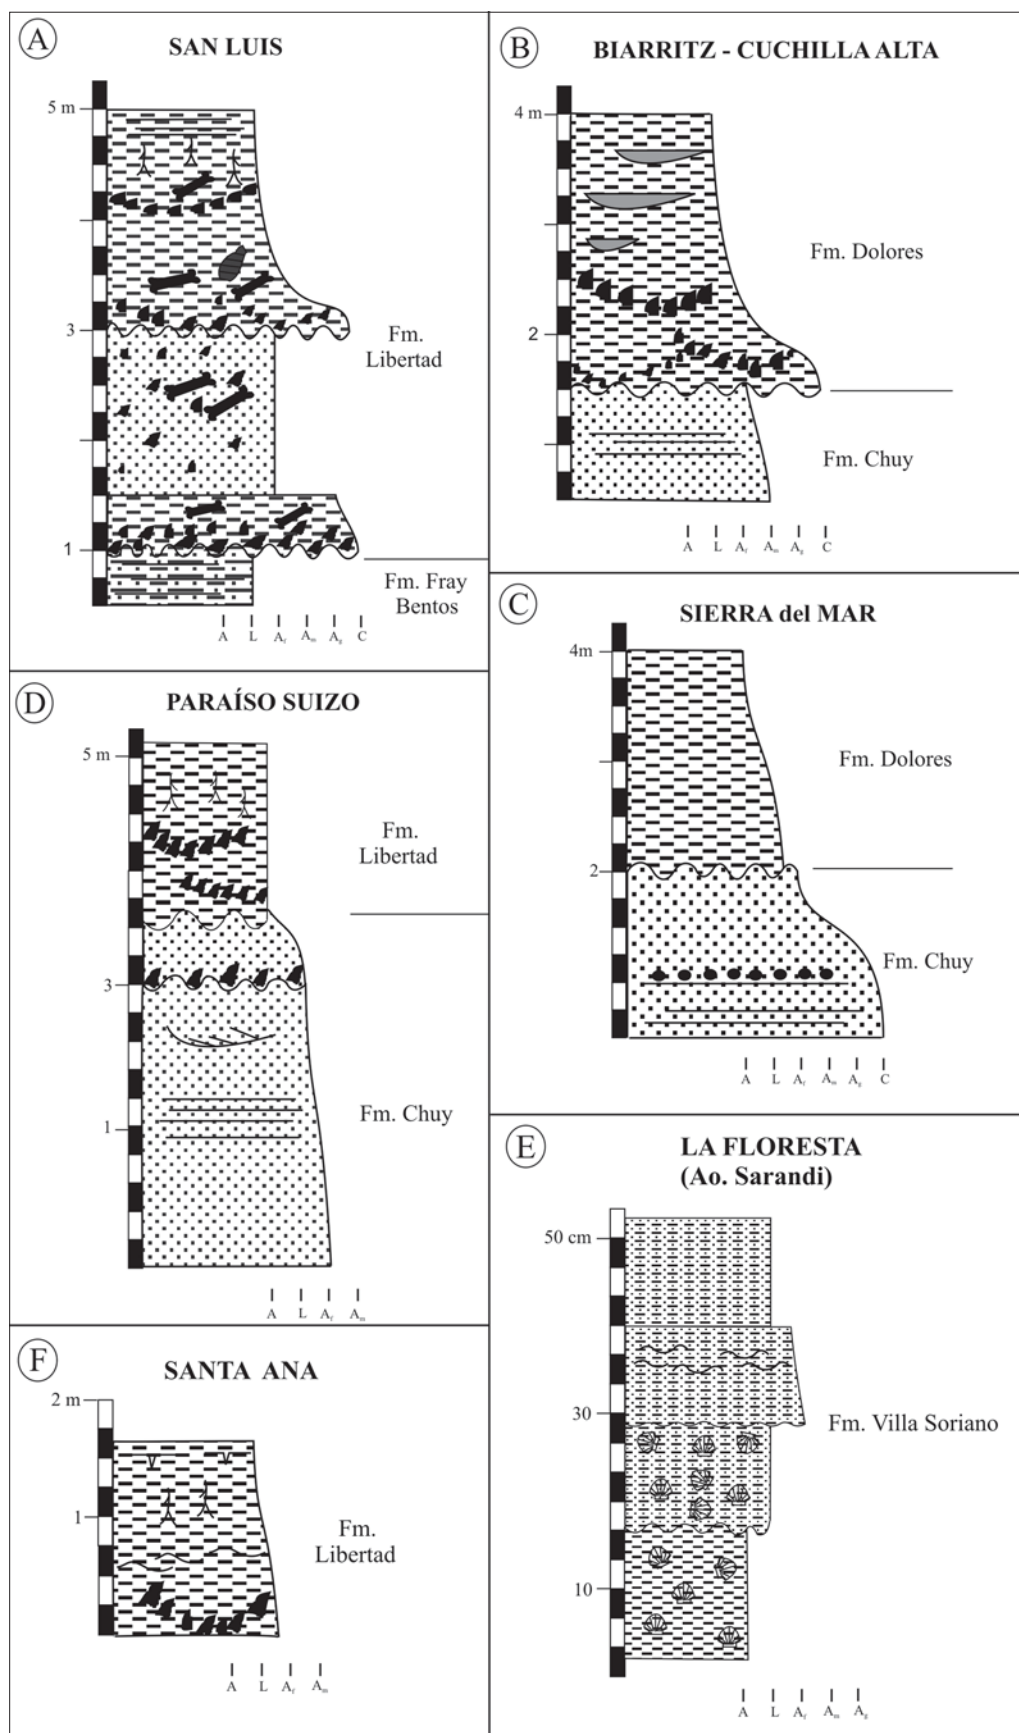 A
SAN LUIS
5 m
3
1
Fm.
Libertad
Fm. Fray
Bentos
A L Af Am Ag C
B
BIARRITZ - CUCHILLA ALTA
4 m
2
Fm. Dolores
Fm. Chuy
A L Af Am Ag C
C
SIERRA del MAR
4m
2
Fm. Dolores
Fm. Chuy
A L Af Am Ag C
D
PARAÍSO SUIZO
5 m
3
1
Fm.
Libertad
Fm. Chuy
A L Af Am
E
LA FLORESTA
(Ao. Sarandi)
50 cm
30
10
Fm. Villa Soriano
A L Af Am Ag
F
SANTA ANA
2 m
1
Fm.
Libertad
A L Af Am